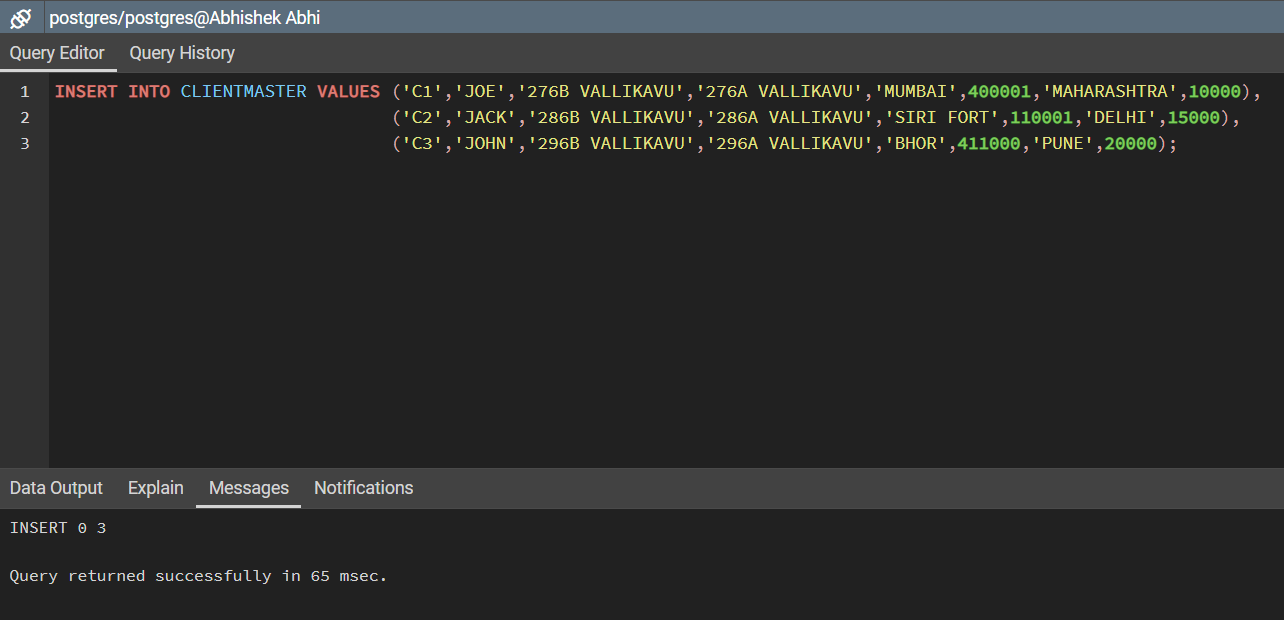 postgres/postgres@Abhishek Abhi
Query Editor Query History
1 INSERT INTO CLIENTMASTER VALUES ('C1','JOE','276B VALLIKAVU','276A VALLIKAVU','MUMBAI',400001,'MAHARASHTRA',10000),
2 ('C2','JACK','286B VALLIKAVU','286A VALLIKAVU','SIRI FORT',110001,'DELHI',15000),
3 ('C3','JOHN','296B VALLIKAVU','296A VALLIKAVU','BHOR',411000,'PUNE',20000);
Data Output Explain Messages Notifications
INSERT 0 3
Query returned successfully in 65 msec.